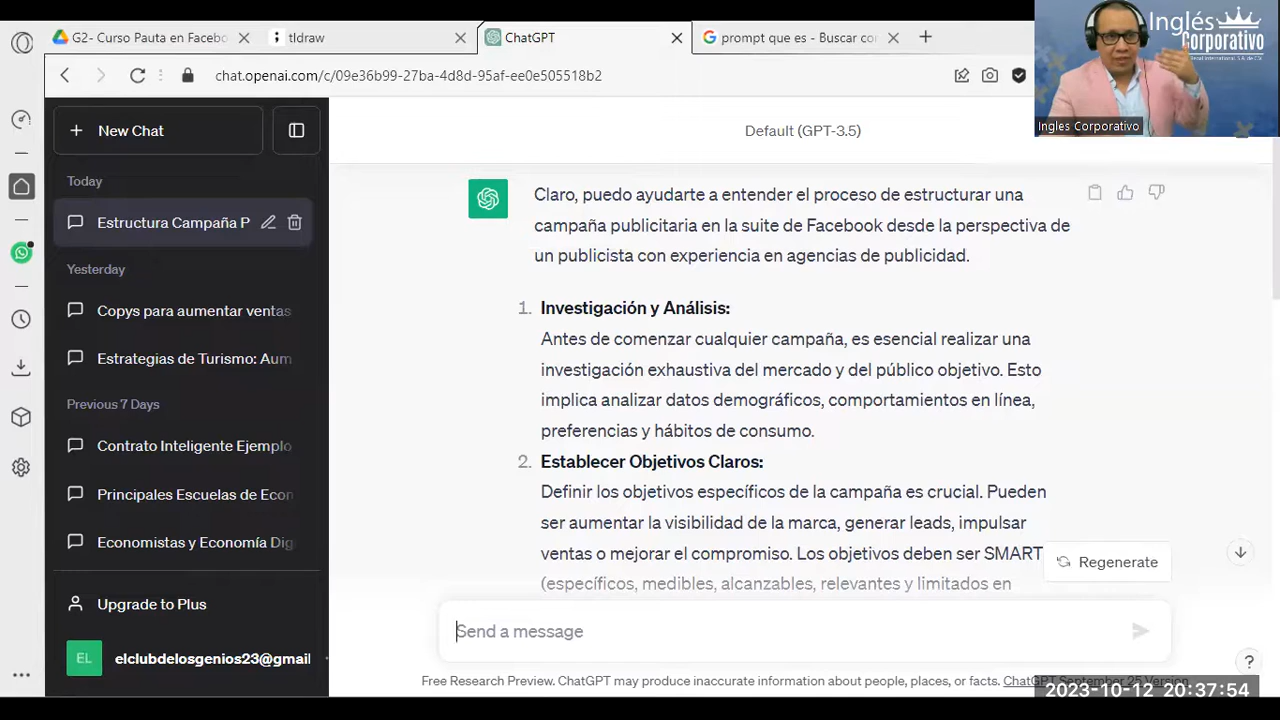 G2- Curso Pauta en Facebo
tldraw
ChatGPT
prompt que es - Buscar co
chat.openai.com/c/09e36b99-27ba-4d8d-95af-ee0e505518b2
Inglés
Corporativo
Ingles Corporativo
New Chat
Default (GPT-3.5)
Today
Estructura Campaña P
Yesterday
Copys para aumentar ventas
Estrategias de Turismo: Aum
Previous 7 Days
Contrato Inteligente Ejemplo
Principales Escuelas de Econ
Economistas y Economía Dig
Upgrade to Plus
EL
elclubdelosgenios23@gmail
Claro, puedo ayudarte a entender el proceso de estructurar una
campaña publicitaria en la suite de Facebook desde la perspectiva de
un publicista con experiencia en agencias de publicidad.
1. Investigación y Análisis:
Antes de comenzar cualquier campaña, es esencial realizar una
investigación exhaustiva del mercado y del público objetivo. Esto
implica analizar datos demográficos, comportamientos en línea,
preferencias y hábitos de consumo.
2. Establecer Objetivos Claros:
Definir los objetivos específicos de la campaña es crucial. Pueden
ser aumentar la visibilidad de la marca, generar leads, impulsar
ventas o mejorar el compromiso. Los objetivos deben ser SMART
(específicos, medibles, alcanzables, relevantes y limitados en
Regenerate
Send a message
?
Free Research Preview. ChatGPT may produce inaccurate information about people, places, or facts. ChatGPT September 25 Version
2023-10-12 20:37:54